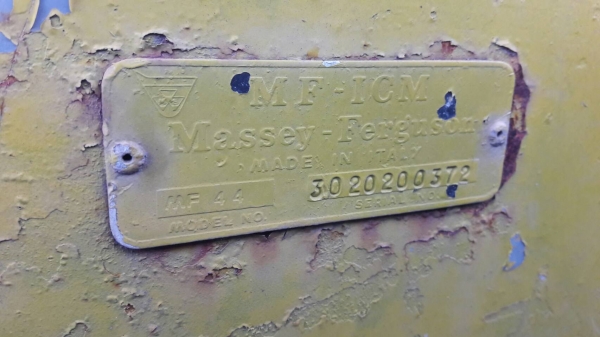 MF-ICM
Massey-Ferguson
MADE IN ITALY
MF 44 3020200372
MODEL NO. SERIAL NO.